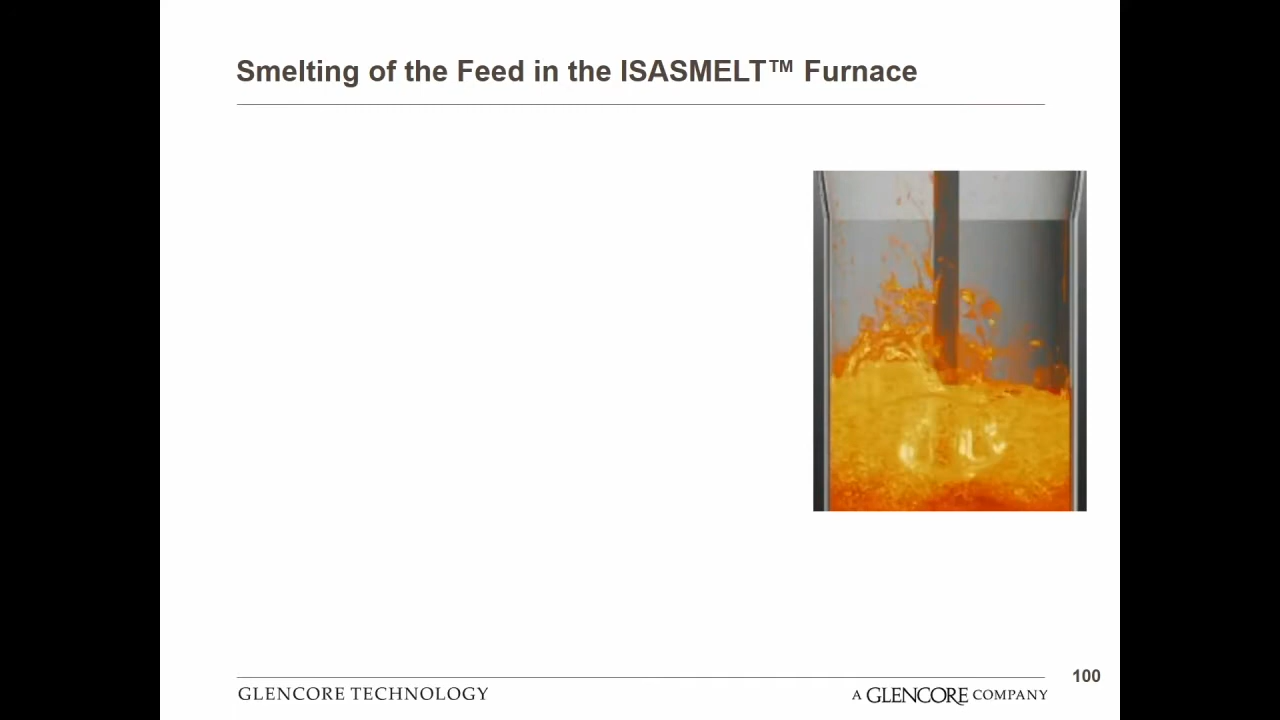 Smelting of the Feed in the ISASMELT™ Furnace
GLENCORE TECHNOLOGY
A GLENCORE COMPANY
100